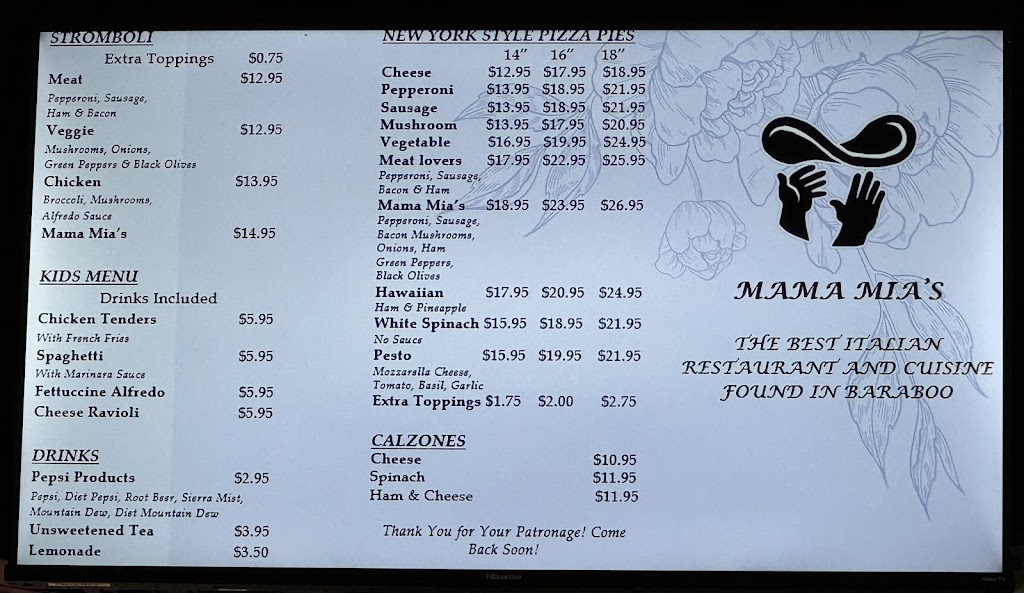 STROMBOLI
Extra Toppings $0.75
Meat $12.95
Pepperoni, Sausage,
Ham & Bacon
Veggie $12.95
Mushrooms, Onions,
Green Peppers & Black Olives
Chicken $13.95
Broccoli, Mushrooms,
Alfredo Sauce
Mama Mia's $14.95
KIDS MENU
Drinks Included
Chicken Tenders $5.95
With French Fries
Spaghetti $5.95
With Marinara Sauce
Fettuccine Alfredo $5.95
Cheese Ravioli $5.95
DRINKS
Pepsi Products $2.95
Pepsi, Diet Pepsi, Root Beer, Sierra Mist,
Mountain Dew, Diet Mountain Dew
Unsweetened Tea $3.95
Lemonade $3.50
NEW YORK STYLE PIZZA PIES
14" 16" 18"
Cheese $12.95 $17.95 $18.95
Pepperoni $13.95 $18.95 $21.95
Sausage $13.95 $18.95 $21.95
Mushroom $13.95 $17.95 $20.95
Vegetable $16.95 $19.95 $24.95
Meat lovers $17.95 $22.95 $25.95
Pepperoni, Sausage,
Bacon & Ham
Mama Mia's $18.95 $23.95 $26.95
Pepperoni, Sausage,
Bacon Mushrooms,
Onions, Ham
Green Peppers,
Black Olives
Hawaiian $17.95 $20.95 $24.95
Ham & Pineapple
White Spinach $15.95 $18.95 $21.95
No Sauce
Pesto $15.95 $19.95 $21.95
Mozzarella Cheese,
Tomato, Basil, Garlic
Extra Toppings $1.75 $2.00 $2.75
CALZONES
Cheese $10.95
Spinach $11.95
Ham & Cheese $11.95
Thank You for Your Patronage! Come
Back Soon!
MAMA MIA'S
THE BEST ITALIAN
RESTAURANT AND CUISINE
FOUND IN BARABOO
Hisense